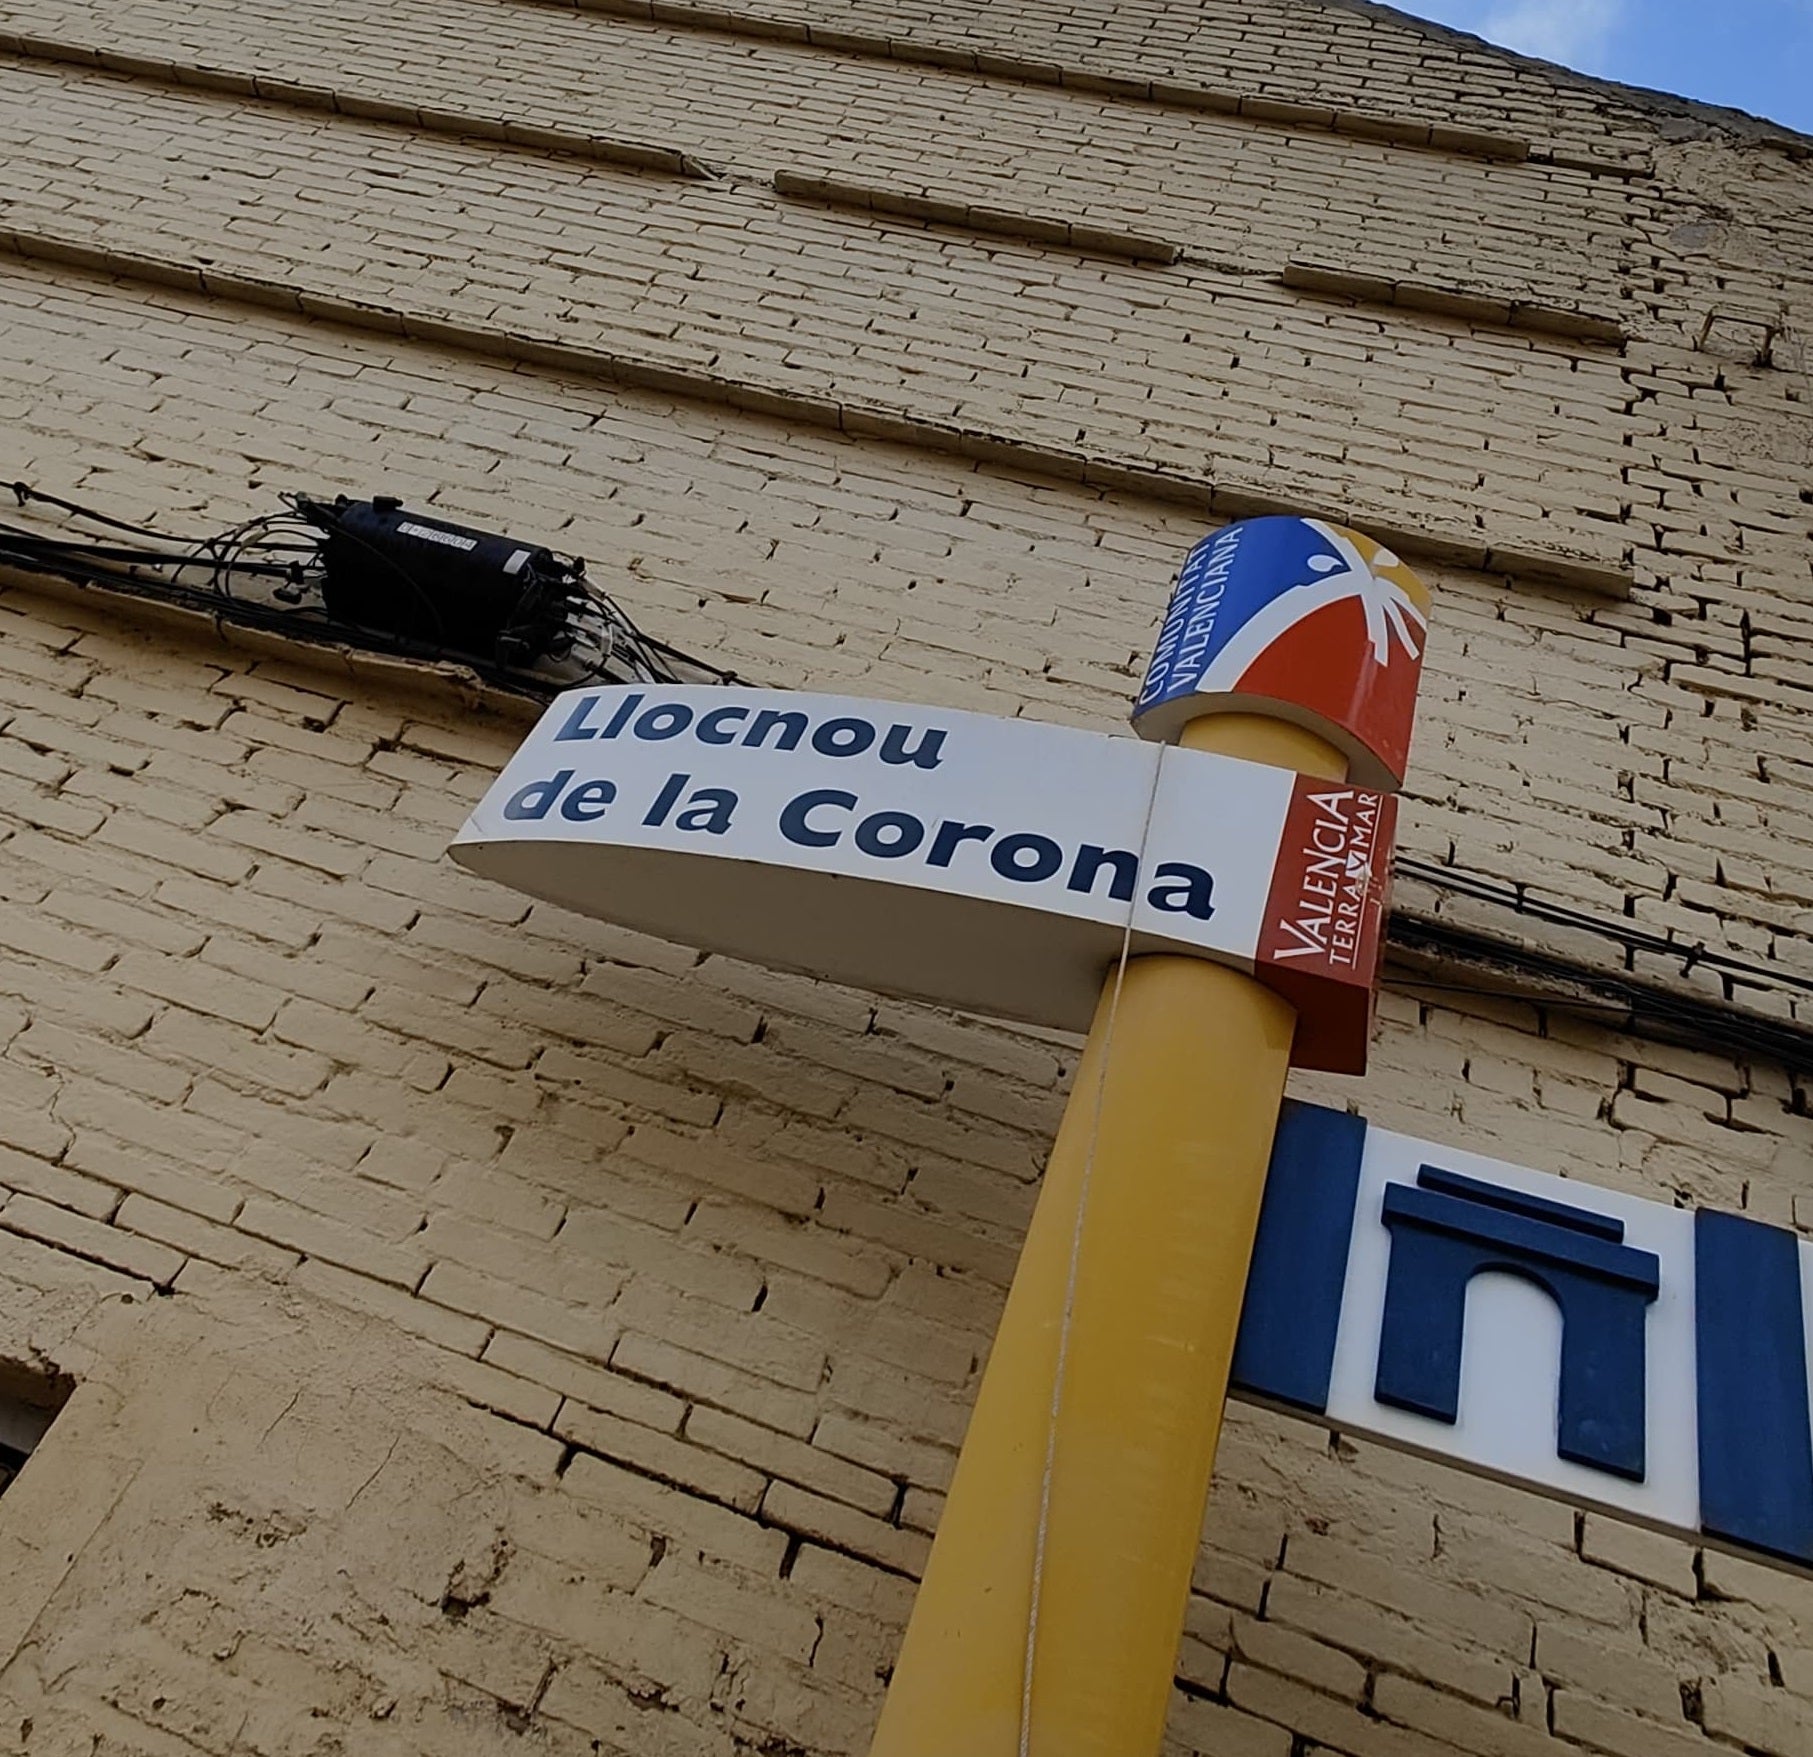 COMUNITAT
VALENCIANA
Llocnou
de la Corona
VALENCIA
TERRA Y MAR